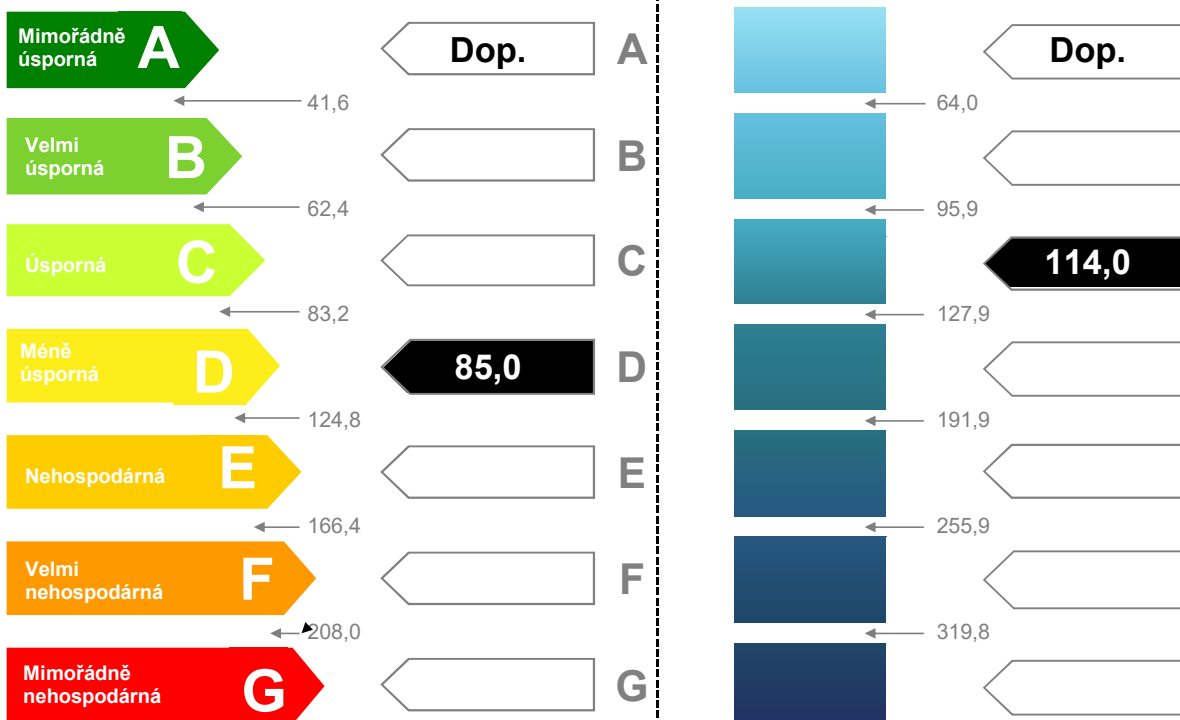 Mimořádně
úsporná
A
Dop.
A
Dop.
41,6
64,0
Velmi
úsporná
B
B
62,4
95,9
Úsporná
C
C
114,0
83,2
127,9
Méně
úsporná
D
85,0
D
124,8
191,9
Nehospodárná
E
E
166,4
255,9
Velmi
nehospodárná
F
F
208,0
319,8
Mimořádně
nehospodárná
G
G